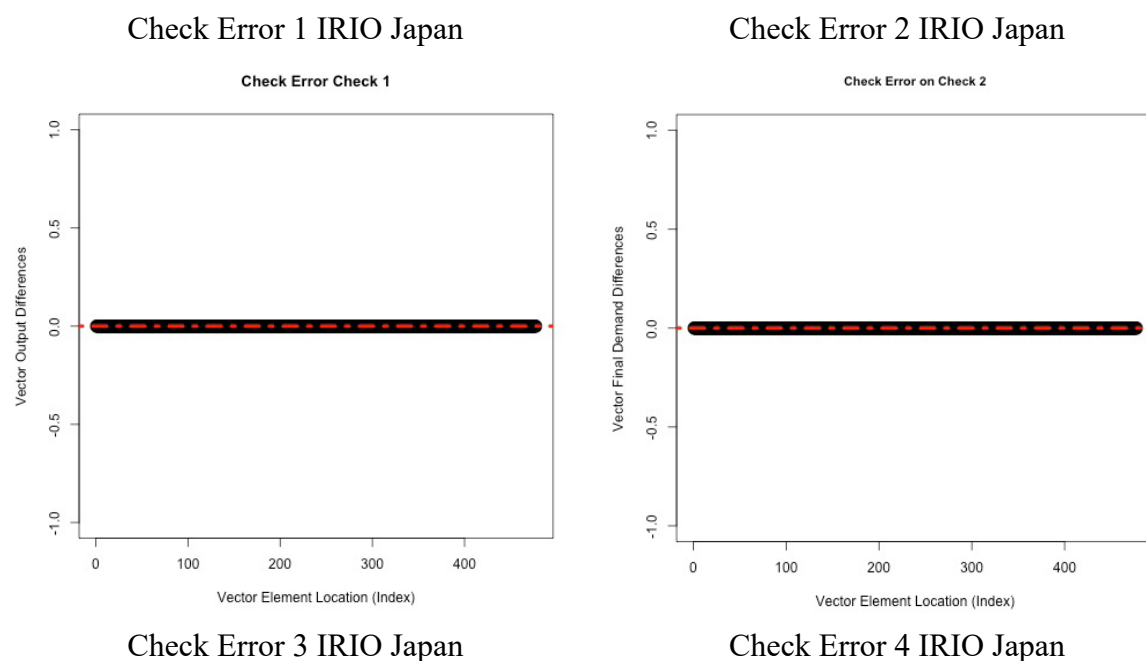 Check Error 1 IRIO Japan
Check Error 2 IRIO Japan
Check Error Check 1
Vector Output Differences
1.0
0.5
0.0
-0.5
-1.0
0 100 200 300 400
Vector Element Location (Index)
Check Error on Check 2
Vector Final Demand Differences
1.0
0.5
0.0
-0.5
-1.0
0 100 200 300 400
Vector Element Location (Index)
Check Error 3 IRIO Japan
Check Error 4 IRIO Japan